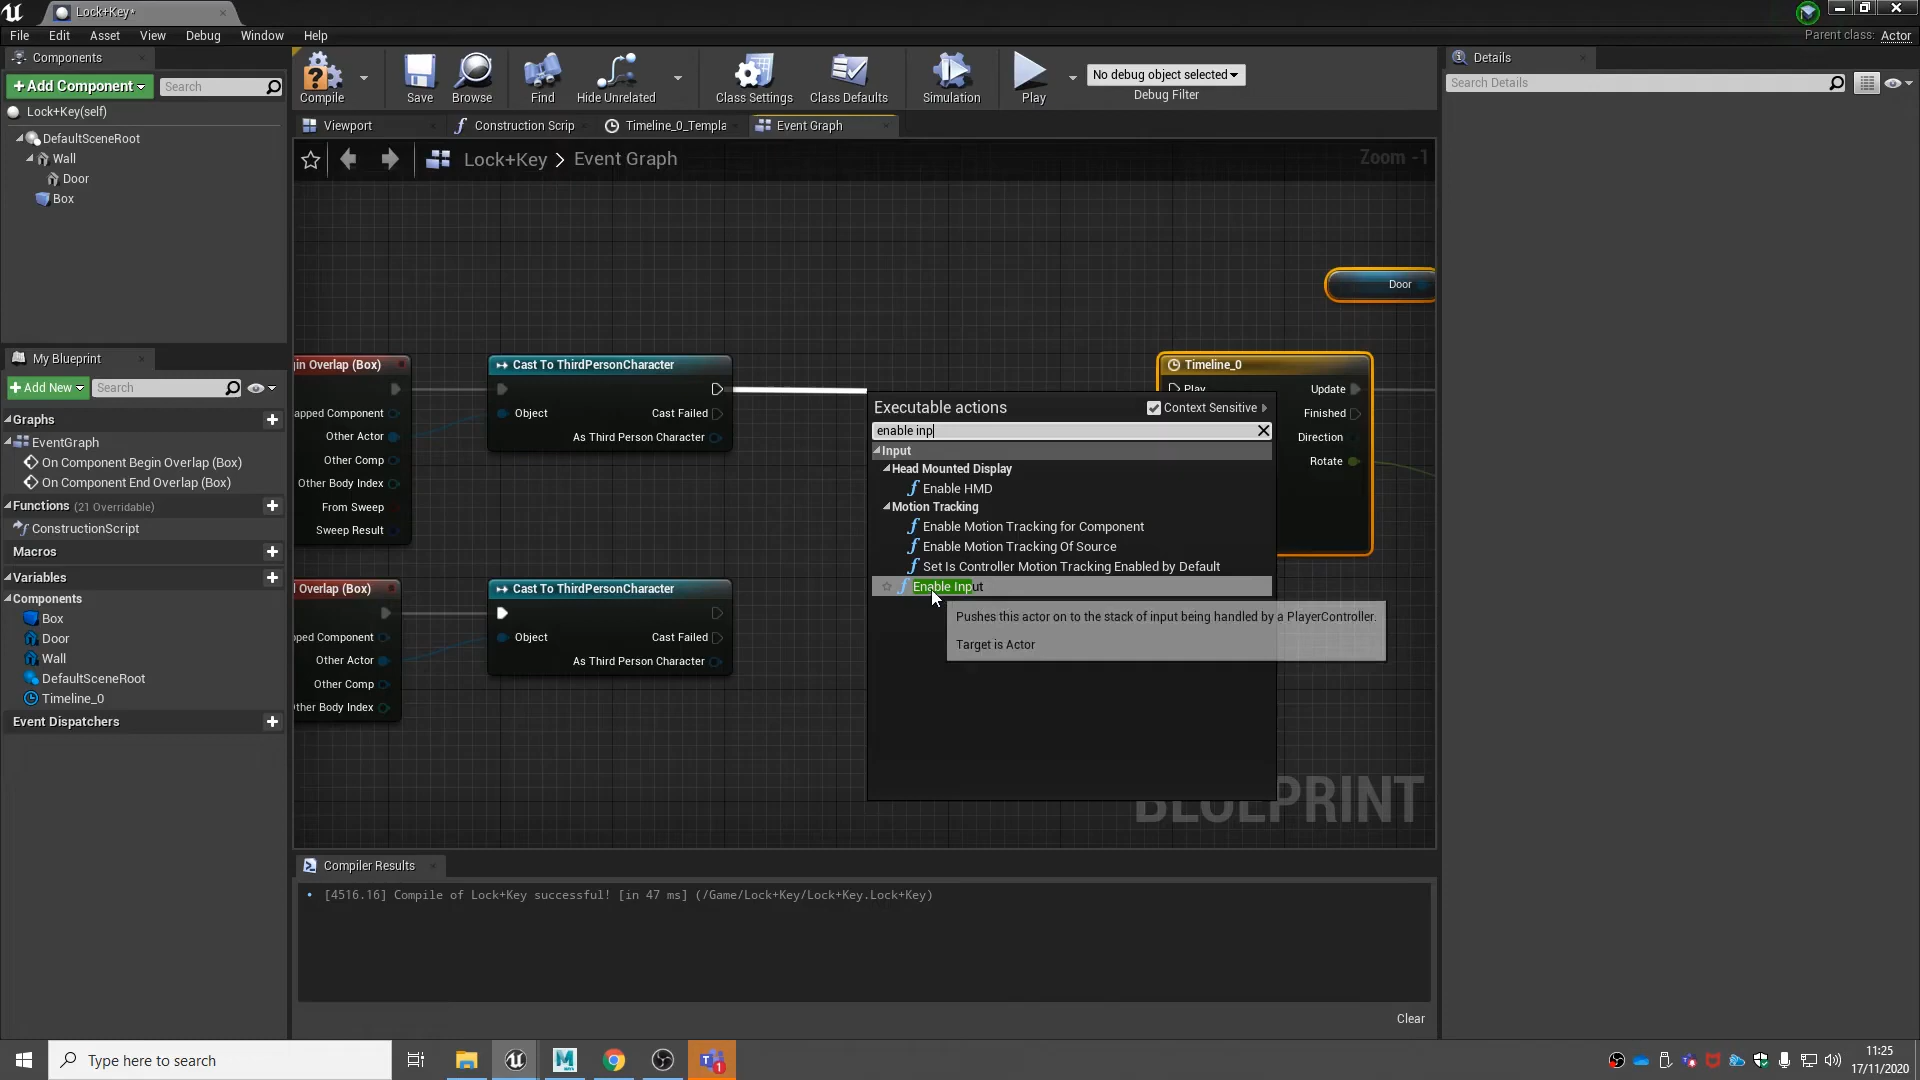 Lock+Key*
File Edit Asset View Debug Window Help
Parent class: Actor
Components
+Add Component
Search
Lock+Key(self)
DefaultSceneRoot
Wall
Door
Box
Compile
Save
Browse
Find
Hide Unrelated
Class Settings
Class Defaults
Simulation
Play
No debug object selected
Debug Filter
Details
Search Details
Viewport
Construction Scrip
Timeline_0_Templa
Event Graph
Lock+Key > Event Graph
Zoom -1
My Blueprint
+Add New
Search
Graphs
EventGraph
On Component Begin Overlap (Box)
On Component End Overlap (Box)
Functions (21 Overridable)
ConstructionScript
Macros
Variables
Components
Box
Door
Wall
DefaultSceneRoot
Timeline_0
Event Dispatchers
gin Overlap (Box)
apped Component
Other Actor
Other Comp
Other Body Index
From Sweep
Sweep Result
Cast To ThirdPersonCharacter
Object
Cast Failed
As Third Person Character
d Overlap (Box)
pped Component
Other Actor
Other Comp
ther Body Index
Cast To ThirdPersonCharacter
Object
Cast Failed
As Third Person Character
Door
Timeline_0
Play
Update
Finished
Direction
Rotate
Executable actions
Context Sensitive
enable inp
Input
Head Mounted Display
Enable HMD
Motion Tracking
Enable Motion Tracking for Component
Enable Motion Tracking Of Source
Set Is Controller Motion Tracking Enabled by Default
Enable Input
Pushes this actor on to the stack of input being handled by a PlayerController.
Target is Actor
BLUEPRINT
Compiler Results
[4516.16] Compile of Lock+Key successful! [in 47 ms] (/Game/Lock+Key/Lock+Key.Lock+Key)
Clear
Type here to search
11:25
17/11/2020